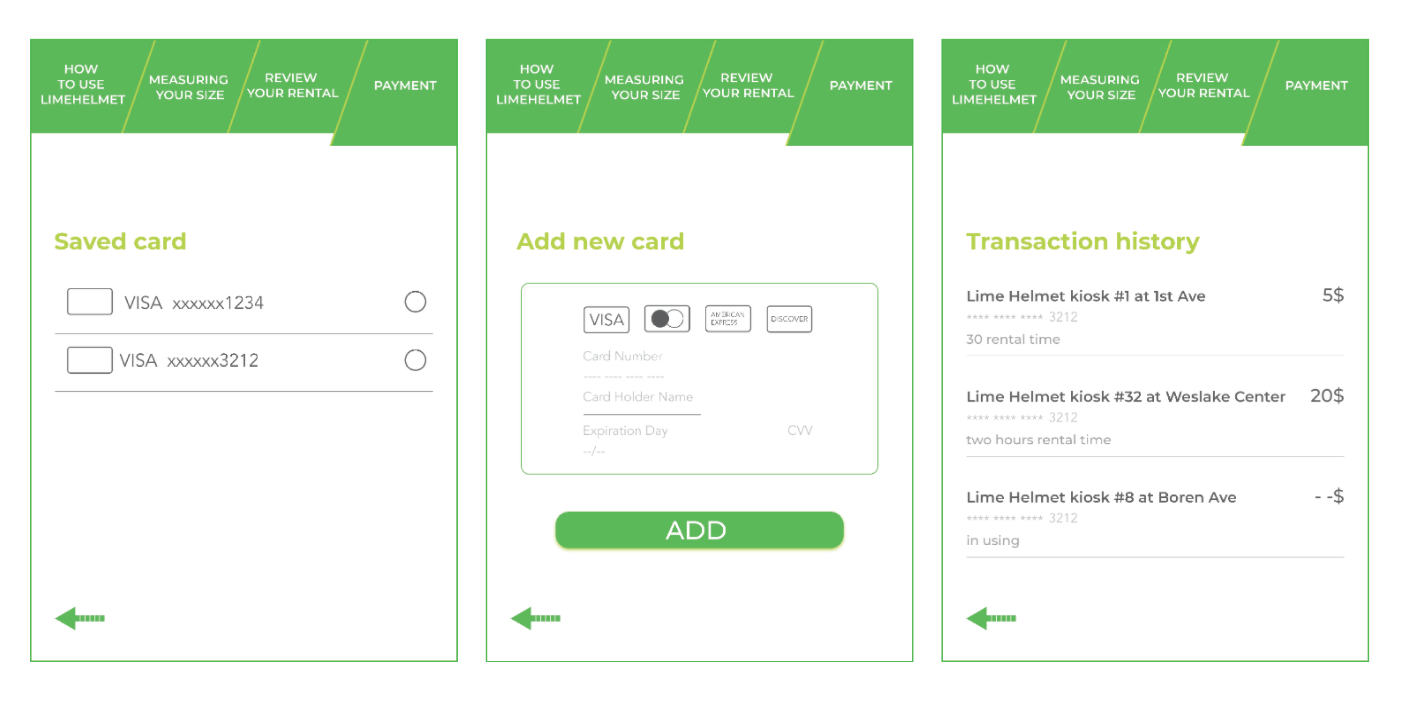 HOW
TO USE
LIMEHELMET
MEASURING
YOUR SIZE
REVIEW
YOUR RENTAL
PAYMENT
Saved card
VISA xxxxxx1234
VISA xxxxxx3212
HOW
TO USE
LIMEHELMET
MEASURING
YOUR SIZE
REVIEW
YOUR RENTAL
PAYMENT
Add new card
VISA
AMERICAN
EXPRESS
DISCOVER
Card Number
---- ---- ---- ----
Card Holder Name
Expiration Day CVV
--/--
ADD
HOW
TO USE
LIMEHELMET
MEASURING
YOUR SIZE
REVIEW
YOUR RENTAL
PAYMENT
Transaction history
Lime Helmet kiosk #1 at 1st Ave 5$
**** **** **** 3212
30 rental time
Lime Helmet kiosk #32 at Weslake Center 20$
**** **** **** 3212
two hours rental time
Lime Helmet kiosk #8 at Boren Ave - -$
**** **** **** 3212
in using